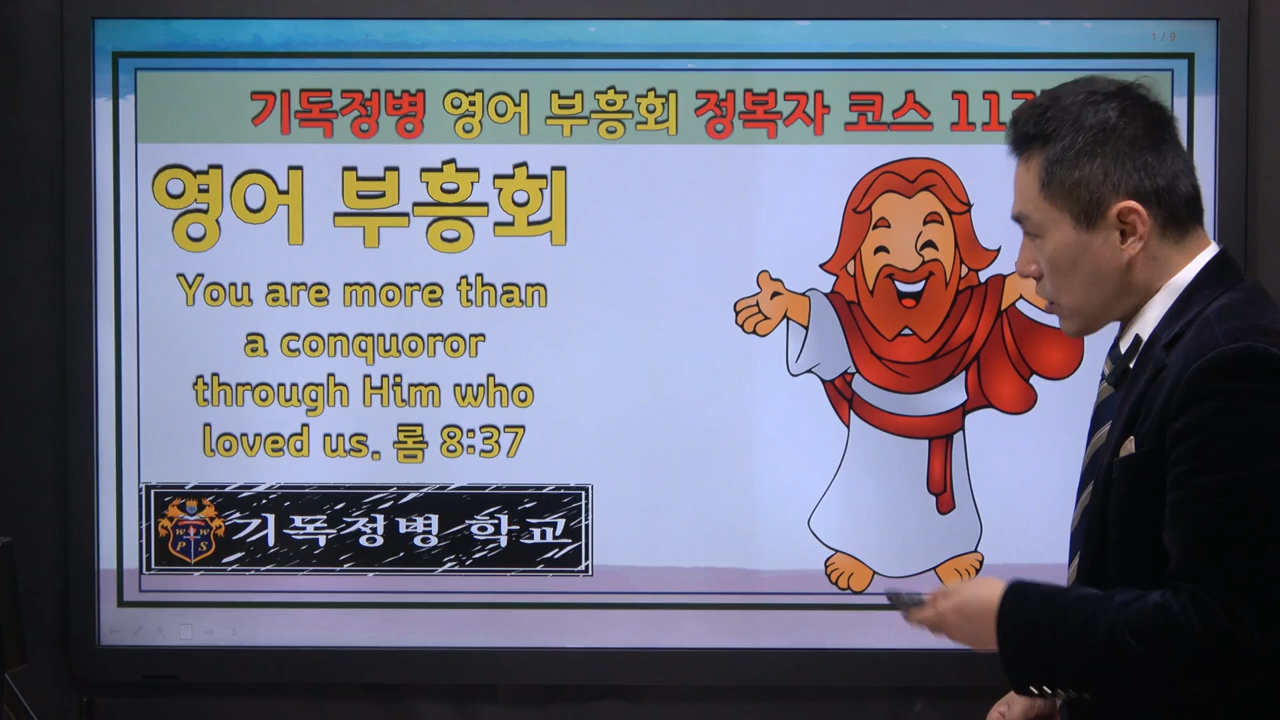 1 / 9
기독정병 영어 부흥회 정복자 코스 11
영어 부흥회
You are more than
a conquoror
through Him who
loved us. 롬 8:37
W W
P S
기독정병 학교